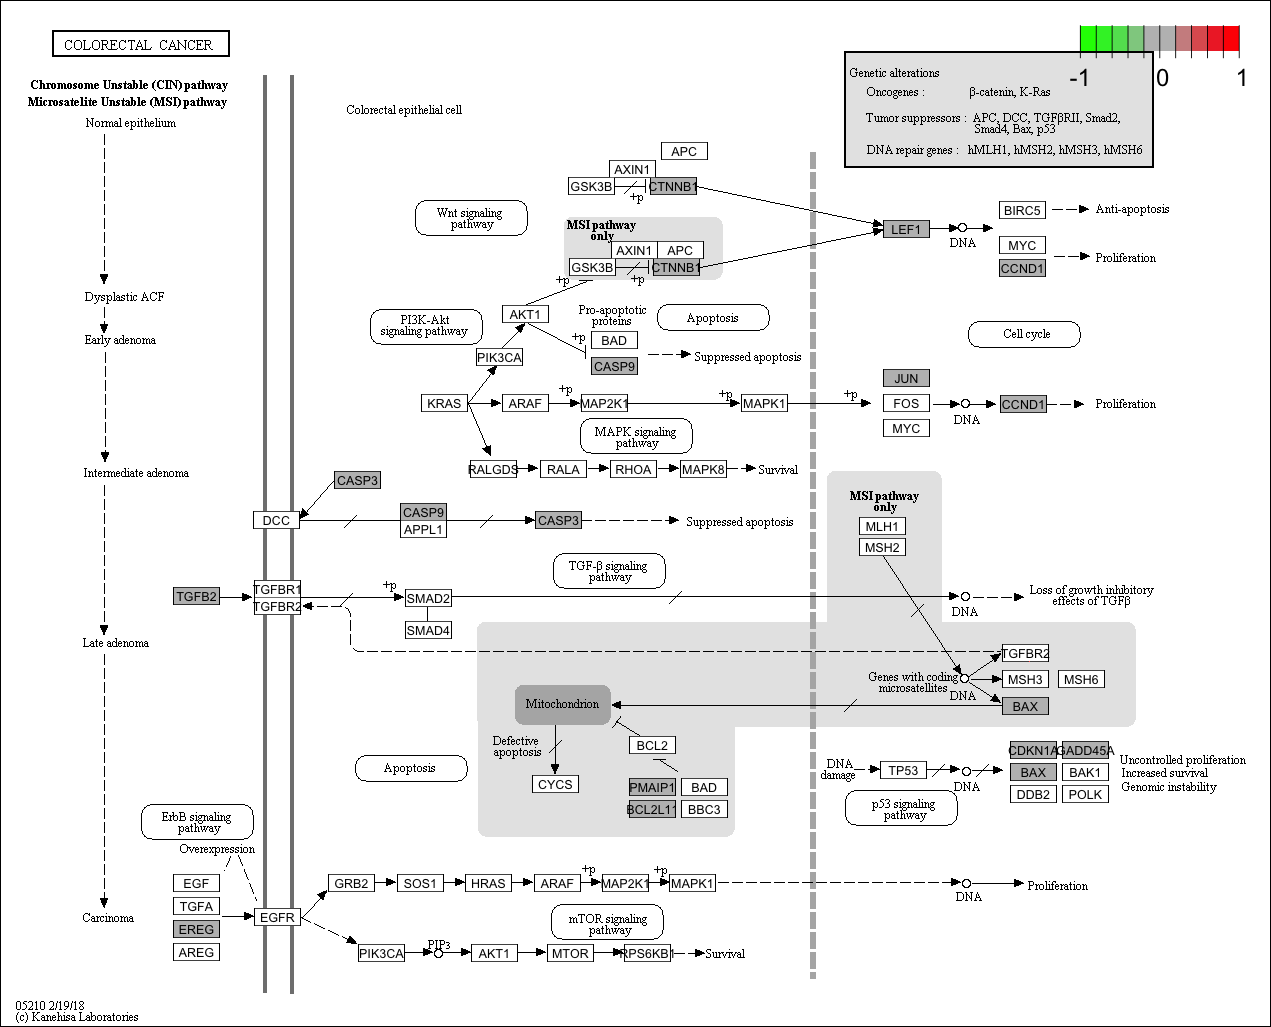 COLORECTAL CANCER
Chromosome Unstable (CIN) pathway
Microsatelite Unstable (MSI) pathway
Normal epithelium
Dysplastic ACF
Early adenoma
Intermediate adenoma
Late adenoma
Carcinoma
-1
0
1
Genetic alterations
Oncogenes : β-catenin, K-Ras
Tumor suppressors : APC, DCC, TGFβRII, Smad2,
Smad4, Bax, p53
DNA repair genes : hMLH1, hMSH2, hMSH3, hMSH6
Colorectal epithelial cell
APC
AXIN1
GSK3B
+p
CTNNB1
Wnt signaling
pathway
MSI pathway
only
AXIN1
APC
GSK3B
+p
CTNNB1
+p
LEF1
DNA
BIRC5
Anti-apoptosis
MYC
CCND1
Proliferation
PI3K-Akt
signaling pathway
AKT1
Pro-apoptotic
proteins
+p
BAD
CASP9
Apoptosis
Suppressed apoptosis
Cell cycle
PIK3CA
KRAS
ARAF
+p
MAP2K1
+p
MAPK1
+p
JUN
FOS
MYC
DNA
CCND1
Proliferation
MAPK signaling
pathway
RALGDS
RALA
RHOA
MAPK8
Survival
CASP3
DCC
CASP9
APPL1
CASP3
Suppressed apoptosis
MSI pathway
only
MLH1
MSH2
TGF-β signaling
pathway
TGFB2
TGFBR1
TGFBR2
+p
SMAD2
SMAD4
DNA
Loss of growth inhibitory
effects of TGFβ
Genes with coding
microsatellites
DNA
TGFBR2
MSH3
MSH6
BAX
Mitochondrion
Defective
apoptosis
CYCS
BCL2
PMAIP1
BAD
BCL2L11
BBC3
Apoptosis
DNA
damage
TP53
DNA
CDKN1A
GADD45A
BAX
BAK1
DDB2
POLK
Uncontrolled proliferation
Increased survival
Genomic instability
p53 signaling
pathway
ErbB signaling
pathway
Overexpression
EGF
TGFA
EREG
AREG
EGFR
GRB2
SOS1
HRAS
ARAF
+p
MAP2K1
+p
MAPK1
DNA
Proliferation
mTOR signaling
pathway
PIK3CA
PIP3
AKT1
MTOR
RPS6KB1
Survival
05210 2/19/18
(c) Kanehisa Laboratories